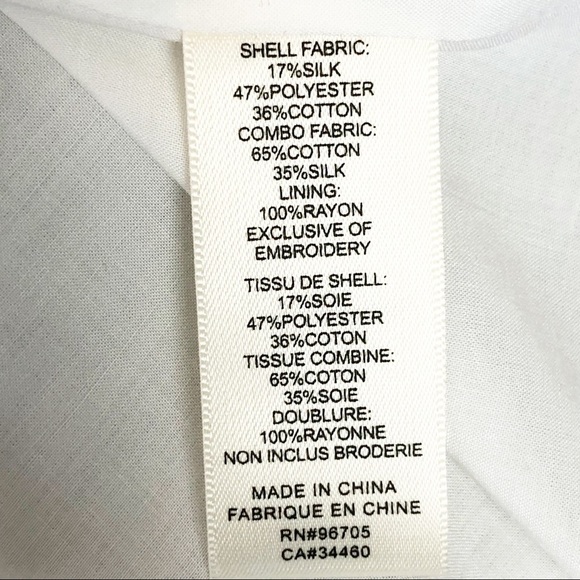 SHELL FABRIC:
17%SILK
47%POLYESTER
36%COTTON
COMBO FABRIC:
65%COTTON
35%SILK
LINING:
100%RAYON
EXCLUSIVE OF
EMBROIDERY
TISSU DE SHELL:
17%SOIE
47%POLYESTER
36%COTON
TISSUE COMBINE:
65%COTON
35%SOIE
DOUBLURE:
100%RAYONNE
NON INCLUS BRODERIE
MADE IN CHINA
FABRIQUE EN CHINE
RN#96705
CA#34460